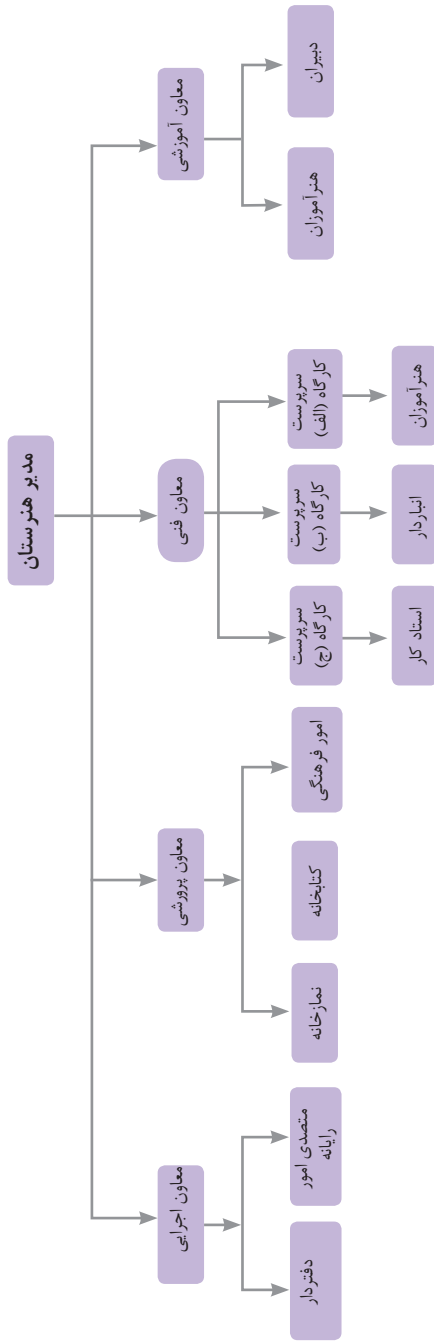 مدیر هنرستان
معاون آموزشی
معاون فنی
معاون پرورشی
معاون اجرایی
دبیران
هنرآموزان
سرپرست
کارگاه (الف)
سرپرست
کارگاه (ب)
سرپرست
کارگاه (ج)
امور فرهنگی
کتابخانه
نمازخانه
متصدی امور
رایانه
دفتردار
هنرآموزان
انباردار
استاد کار